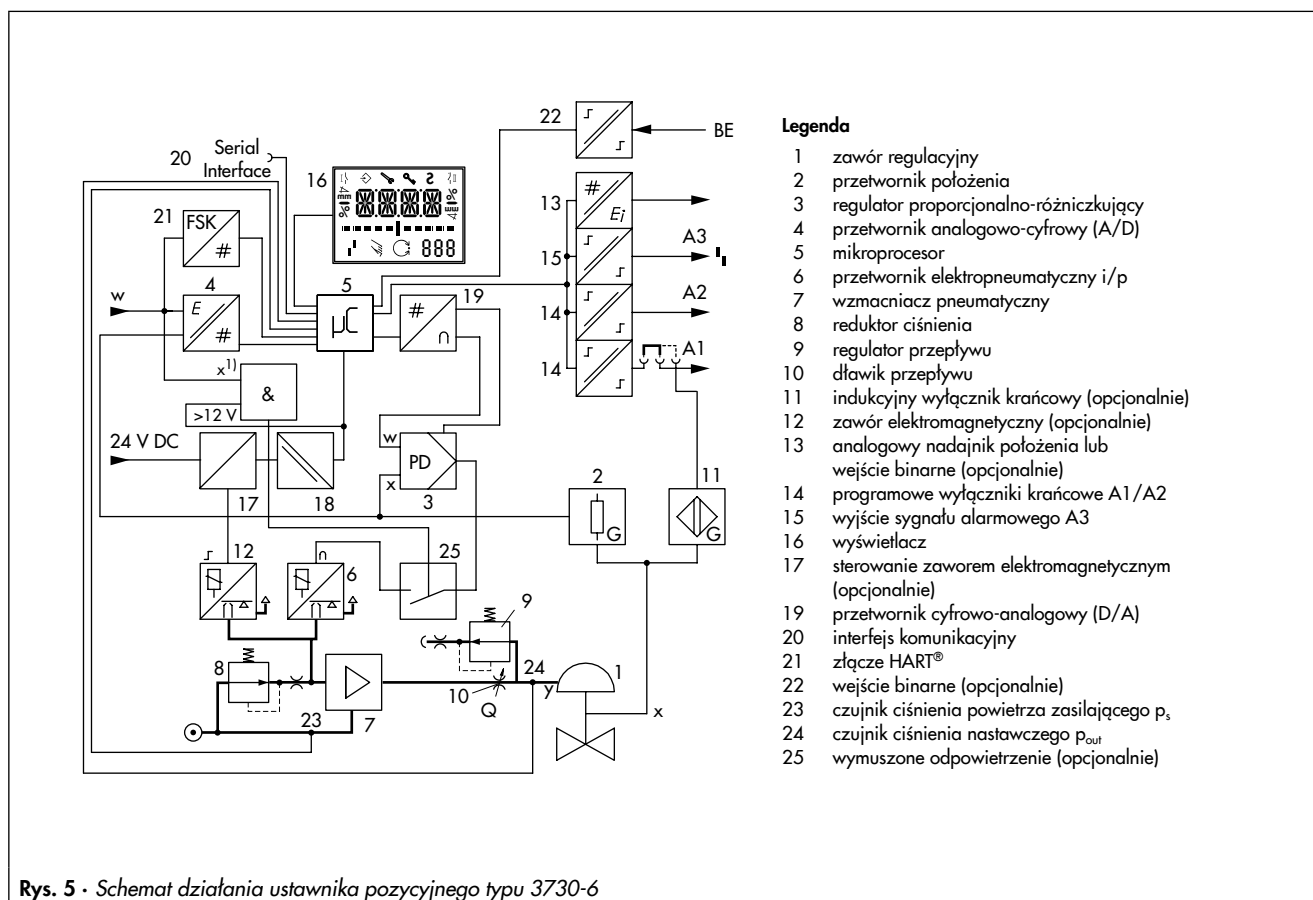 22
BE
20
Serial
Interface
16
mm
%
%
mm
888
21
FSK
#
13
#
Ei
A3
15
A2
14
A1
14
w
4
E
#
5
µC
19
#
∩
x¹⁾
&
>12 V
24 V DC
17
18
w
PD
x
3
2
G
11
G
12
∩
6
25
9
8
24
1
10
Q
y
x
23
7
Legenda
1 zawór regulacyjny
2 przetwornik położenia
3 regulator proporcjonalno-różniczkujący
4 przetwornik analogowo-cyfrowy (A/D)
5 mikroprocesor
6 przetwornik elektropneumatyczny i/p
7 wzmacniacz pneumatyczny
8 reduktor ciśnienia
9 regulator przepływu
10 dławik przepływu
11 indukcyjny wyłącznik krańcowy (opcjonalnie)
12 zawór elektromagnetyczny (opcjonalnie)
13 analogowy nadajnik położenia lub
wejście binarne (opcjonalnie)
14 programowe wyłączniki krańcowe A1/A2
15 wyjście sygnału alarmowego A3
16 wyświetlacz
17 sterowanie zaworem elektromagnetycznym
(opcjonalnie)
19 przetwornik cyfrowo-analogowy (D/A)
20 interfejs komunikacyjny
21 złącze HART®
22 wejście binarne (opcjonalnie)
23 czujnik ciśnienia powietrza zasilającego pₛ
24 czujnik ciśnienia nastawczego p_out
25 wymuszone odpowietrzenie (opcjonalnie)
Rys. 5 · Schemat działania ustawnika pozycyjnego typu 3730-6